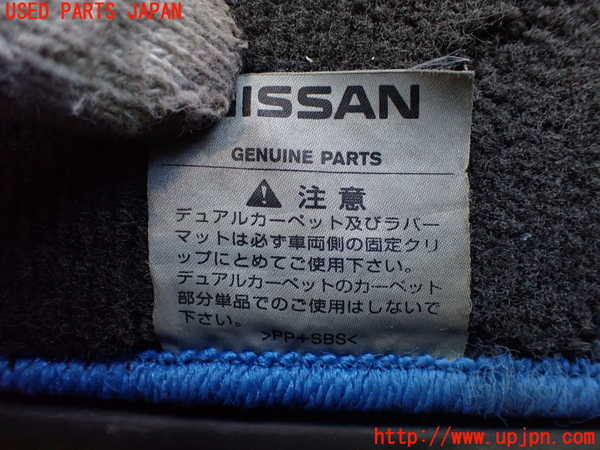 USED PARTS JAPAN
NISSAN
GENUINE PARTS
注意
デュアルカーペット及びラバー
マットは必ず車両側の固定クリ
ップにとめてご使用下さい。
デュアルカーペットのカーペット
部分単品でのご使用はしないで
下さい。
>PP+SBS<
http://www.upjpn.com/